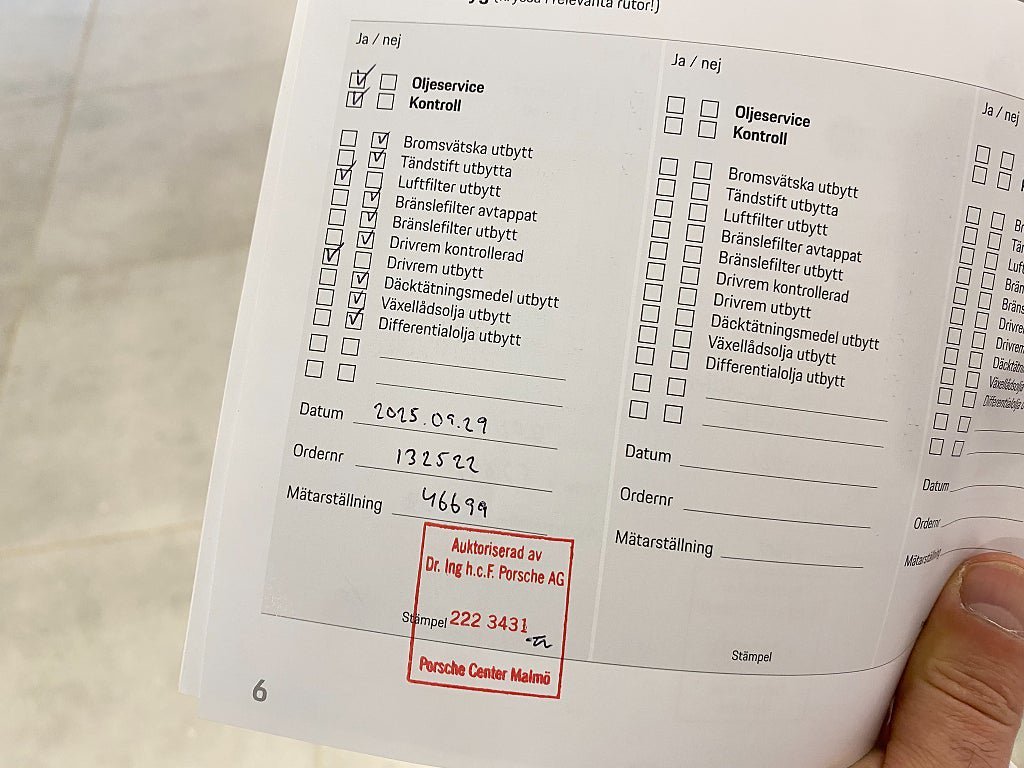 (kryssa i relevanta rutor!)
Ja / nej
Oljeservice
Kontroll
Bromsvätska utbytt
Tändstift utbytta
Luftfilter utbytt
Bränslefilter avtappat
Bränslefilter utbytt
Drivrem kontrollerad
Drivrem utbytt
Däcktätningsmedel utbytt
Växellådsolja utbytt
Differentialolja utbytt
Datum 2025.09.29
Ordernr 132522
Mätarställning 46699
Auktoriserad av
Dr. Ing h.c.F. Porsche AG
Stämpel 222 3431
Porsche Center Malmö
6
Ja / nej
Oljeservice
Kontroll
Bromsvätska utbytt
Tändstift utbytta
Luftfilter utbytt
Bränslefilter avtappat
Bränslefilter utbytt
Drivrem kontrollerad
Drivrem utbytt
Däcktätningsmedel utbytt
Växellådsolja utbytt
Differentialolja utbytt
Datum
Ordernr
Mätarställning
Stämpel
Ja / nej
Datum
Ordernr
Mätarställning